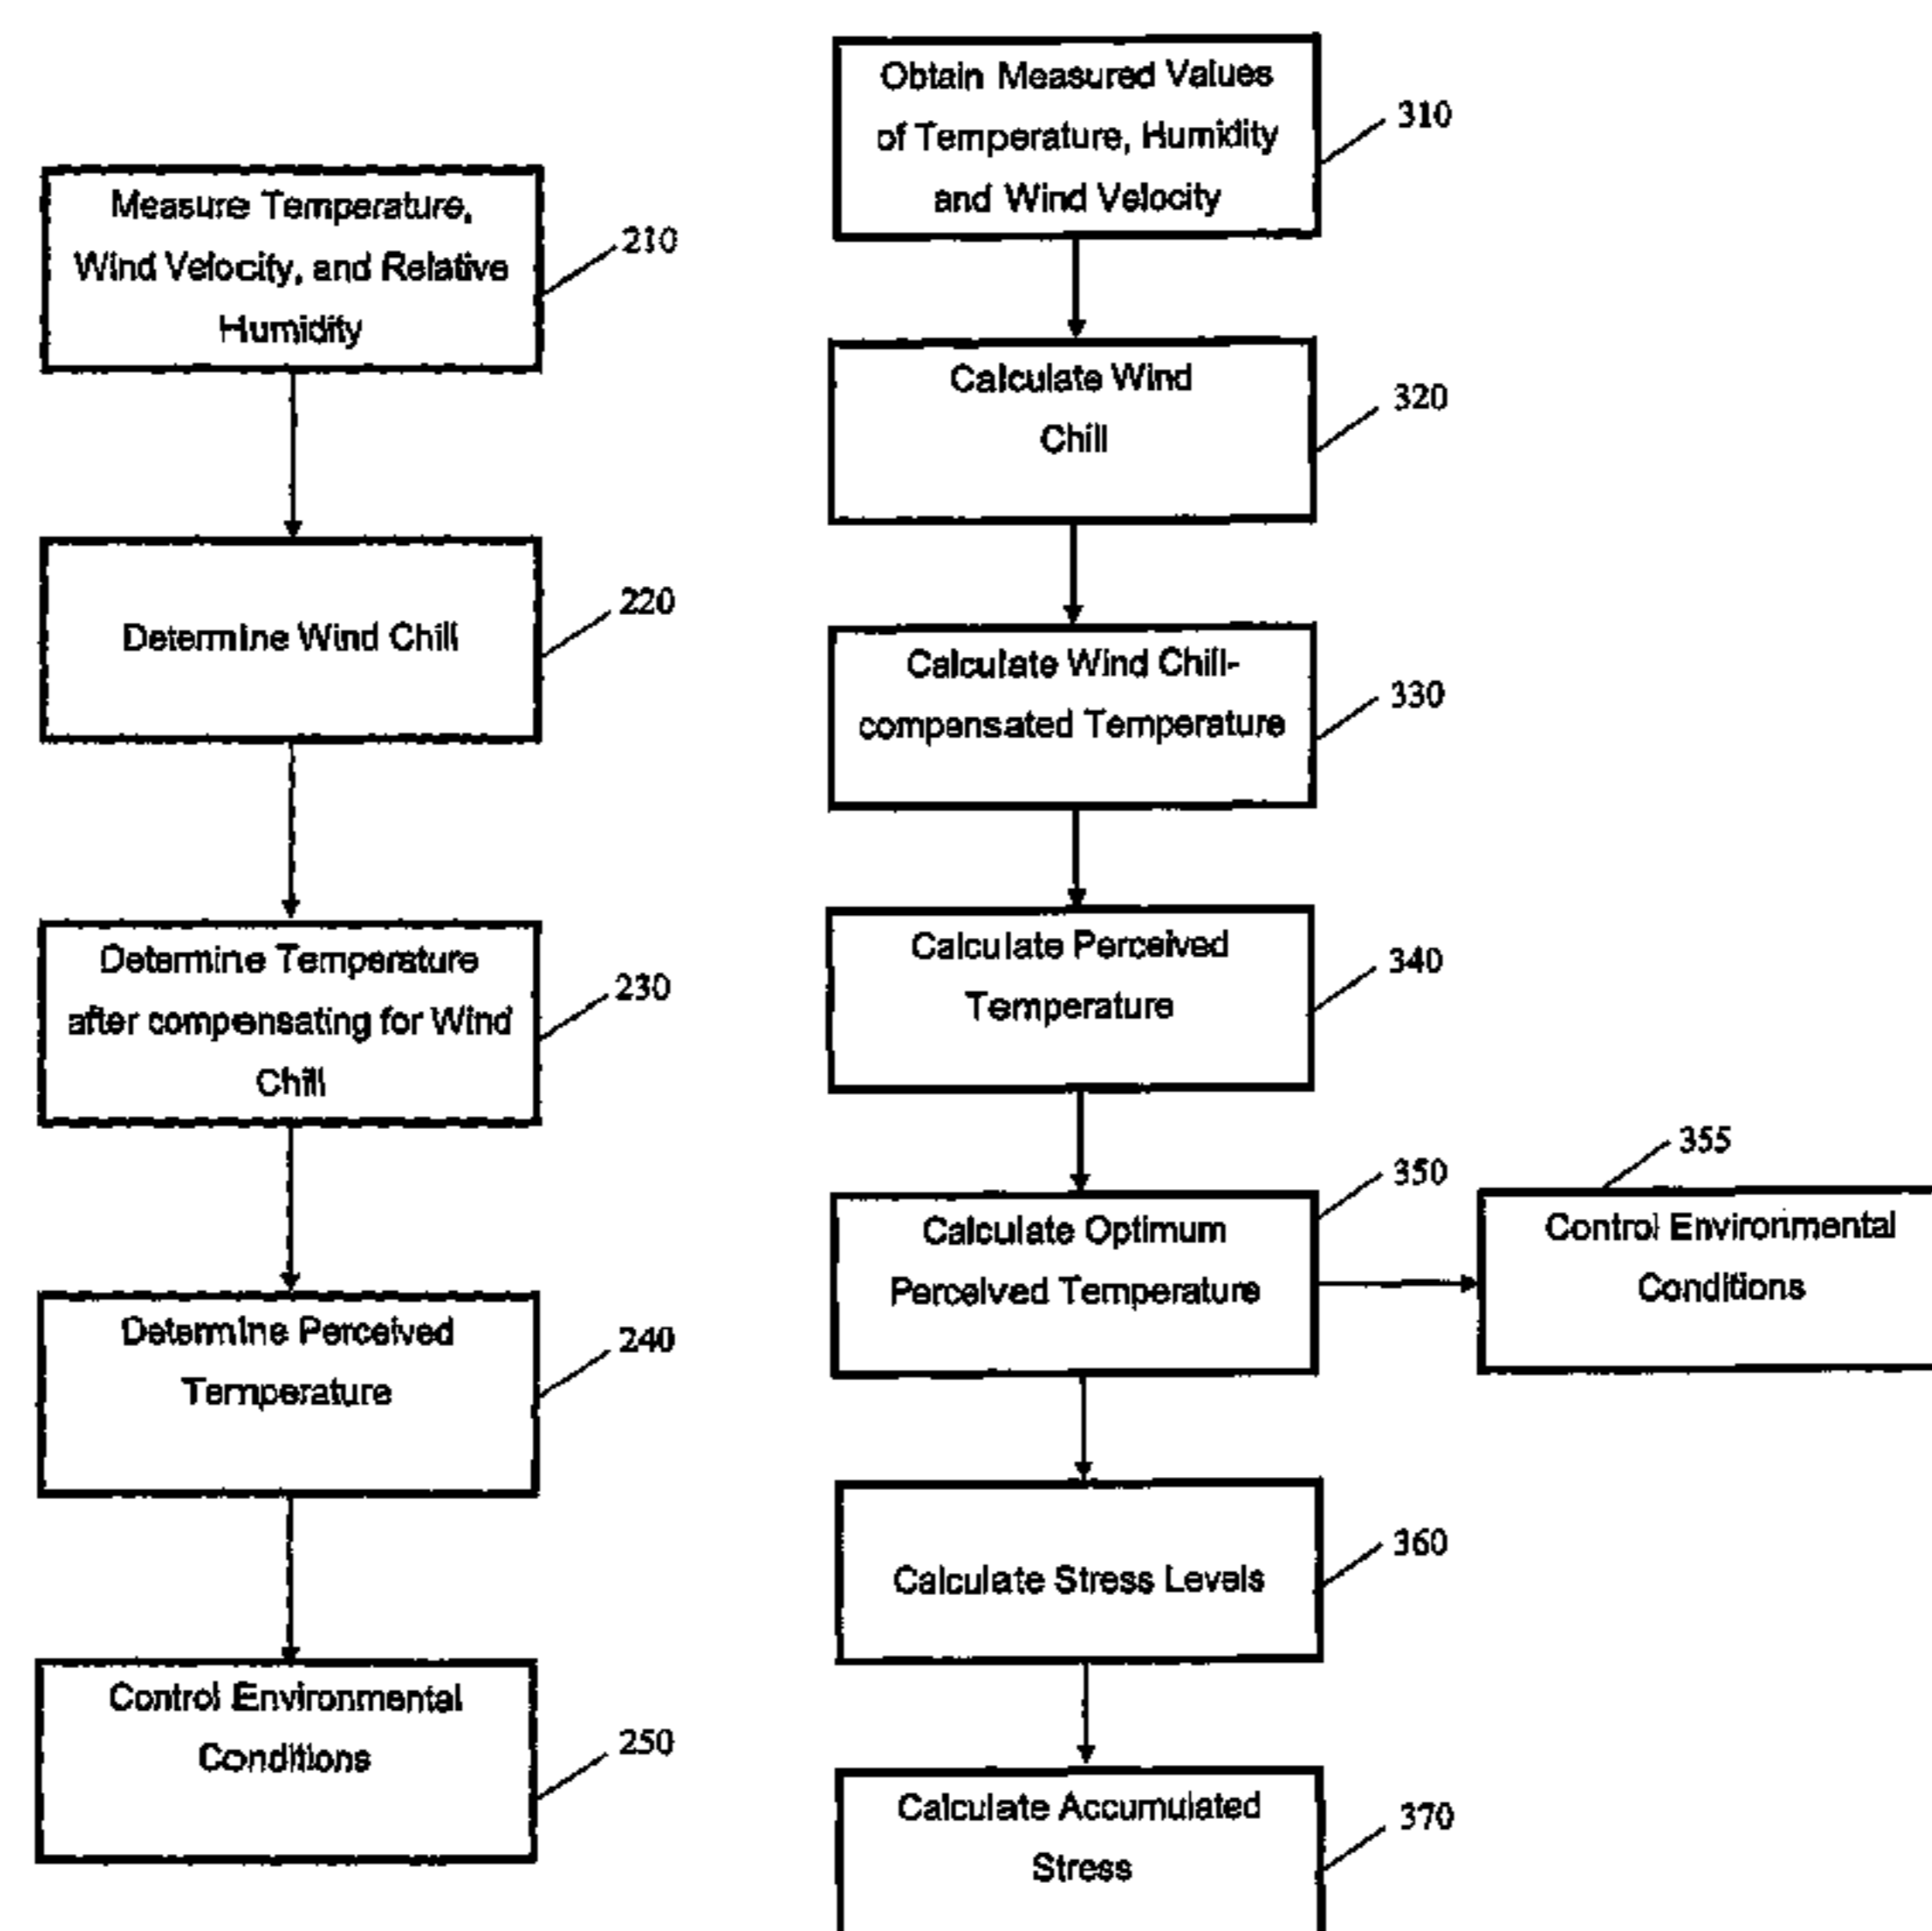 Measure Temperature,
Wind Velocity, and Relative
Humidity
210
Determine Wind Chill
220
Determine Temperature
after compensating for Wind
Chill
230
Determine Perceived
Temperature
240
Control Environmental
Conditions
250
Obtain Measured Values
of Temperature, Humidity
and Wind Velocity
310
Calculate Wind
Chill
320
Calculate Wind Chill-
compensated Temperature
330
Calculate Perceived
Temperature
340
Calculate Optimum
Perceived Temperature
350
Control Environmental
Conditions
355
Calculate Stress Levels
360
Calculate Accumulated
Stress
370